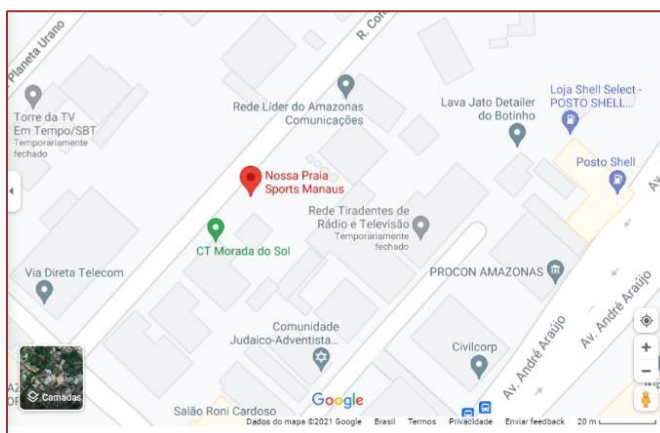 Planeta Urano
R. Con
Torre da TV
Em Tempo/SBT
Temporariamente
fechado
Rede Líder do Amazonas
Comunicações
Lava Jato Detailer
do Botinho
Loja Shell Select -
POSTO SHELL...
Posto Shell
Av.
Nossa Praia
Sports Manaus
CT Morada do Sol
Rede Tiradentes de
Rádio e Televisão
Temporariamente
fechado
Via Direta Telecom
PROCON AMAZONAS
Av. André Araújo
Av. André Araújo
Comunidade
Judaico-Adventista...
Civilcorp
Camadas
Salão Roni Cardoso
Google
Dados do mapa ©2021 Google Brasil Termos Privacidade Enviar feedback 20 m